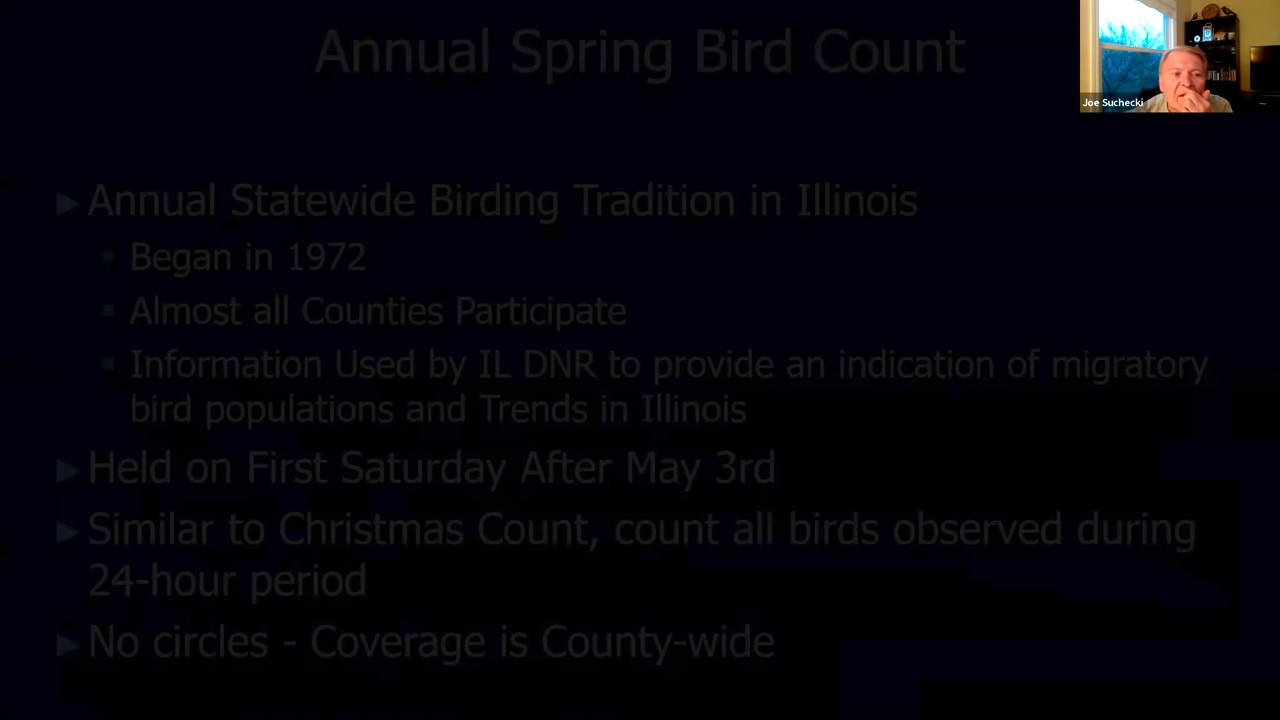 Annual Spring Bird Count
Joe Suchecki
Annual Statewide Birding Tradition in Illinois
Began in 1972
Almost all Counties Participate
Information Used by IL DNR to provide an indication of migratory
bird populations and Trends in Illinois
Held on First Saturday After May 3rd
Similar to Christmas Count, count all birds observed during
24-hour period
No circles - Coverage is County-wide